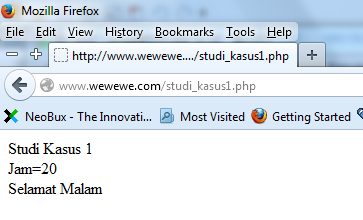 Mozilla Firefox
File Edit View History Bookmarks Tools Help
http://www.wewewe..../studi_kasus1.php
www.wewewe.com/studi_kasus1.php
NeoBux - The Innovati... Most Visited Getting Started
Studi Kasus 1
Jam=20
Selamat Malam